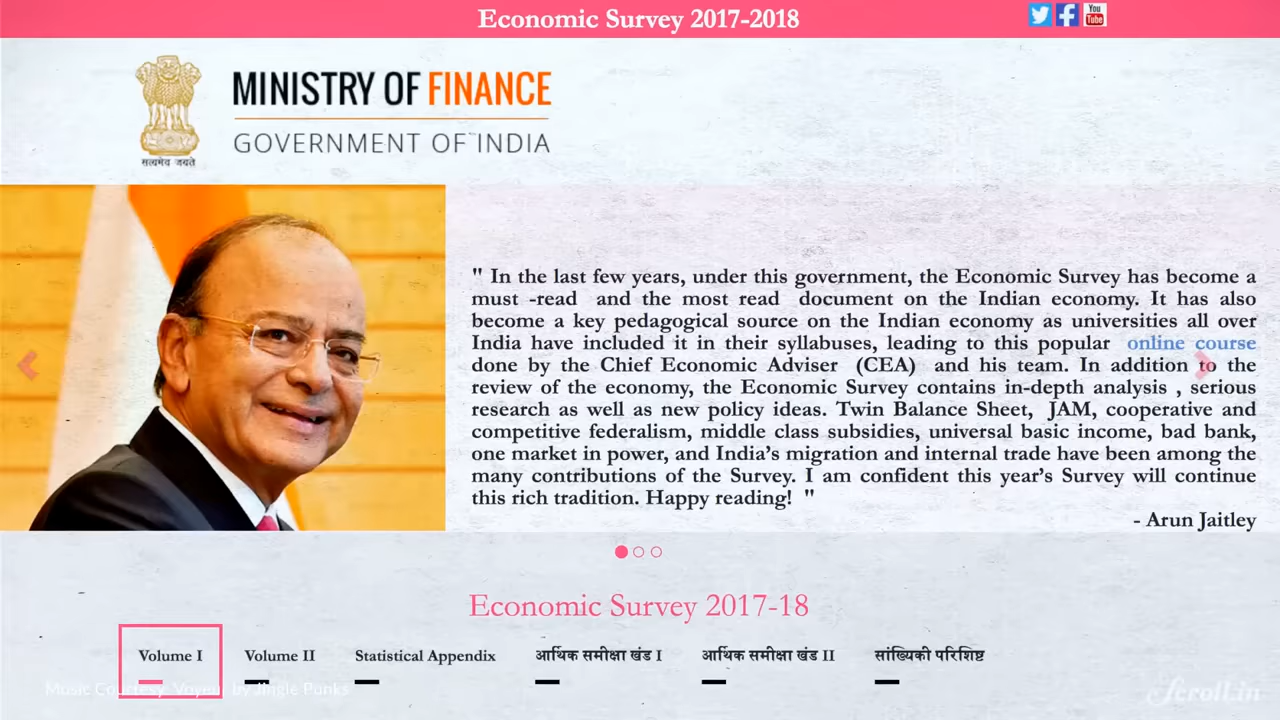 Economic Survey 2017-2018
You
Tube
MINISTRY OF FINANCE
GOVERNMENT OF INDIA
सत्यमेव जयते
" In the last few years, under this government, the Economic Survey has become a
must -read and the most read document on the Indian economy. It has also
become a key pedagogical source on the Indian economy as universities all over
India have included it in their syllabuses, leading to this popular online course
done by the Chief Economic Adviser (CEA) and his team. In addition to the
review of the economy, the Economic Survey contains in-depth analysis , serious
research as well as new policy ideas. Twin Balance Sheet, JAM, cooperative and
competitive federalism, middle class subsidies, universal basic income, bad bank,
one market in power, and India's migration and internal trade have been among the
many contributions of the Survey. I am confident this year's Survey will continue
this rich tradition. Happy reading! "
- Arun Jaitley
Economic Survey 2017-18
Volume I Volume II Statistical Appendix आर्थिक समीक्षा खंड I आर्थिक समीक्षा खंड II सांख्यिकी परिशिष्ट
Music Courtesy: Voyeur by Jingle Punks
Scroll.in